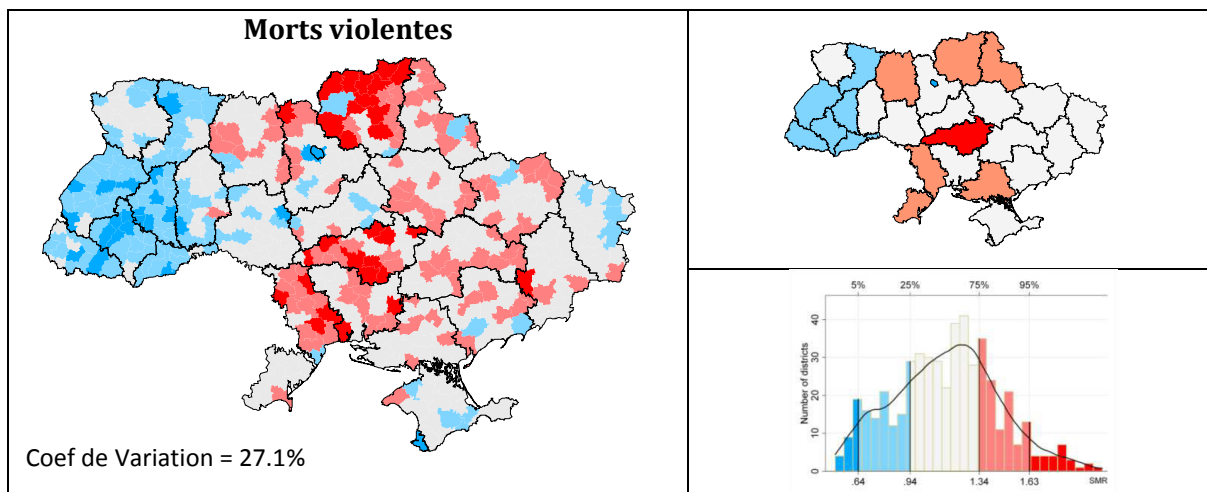 Morts violentes
Coef de Variation = 27.1%
5% 25% 75% 95%
Number of districts
40
30
20
10
0
.64 .94 1.34 1.63 SMR